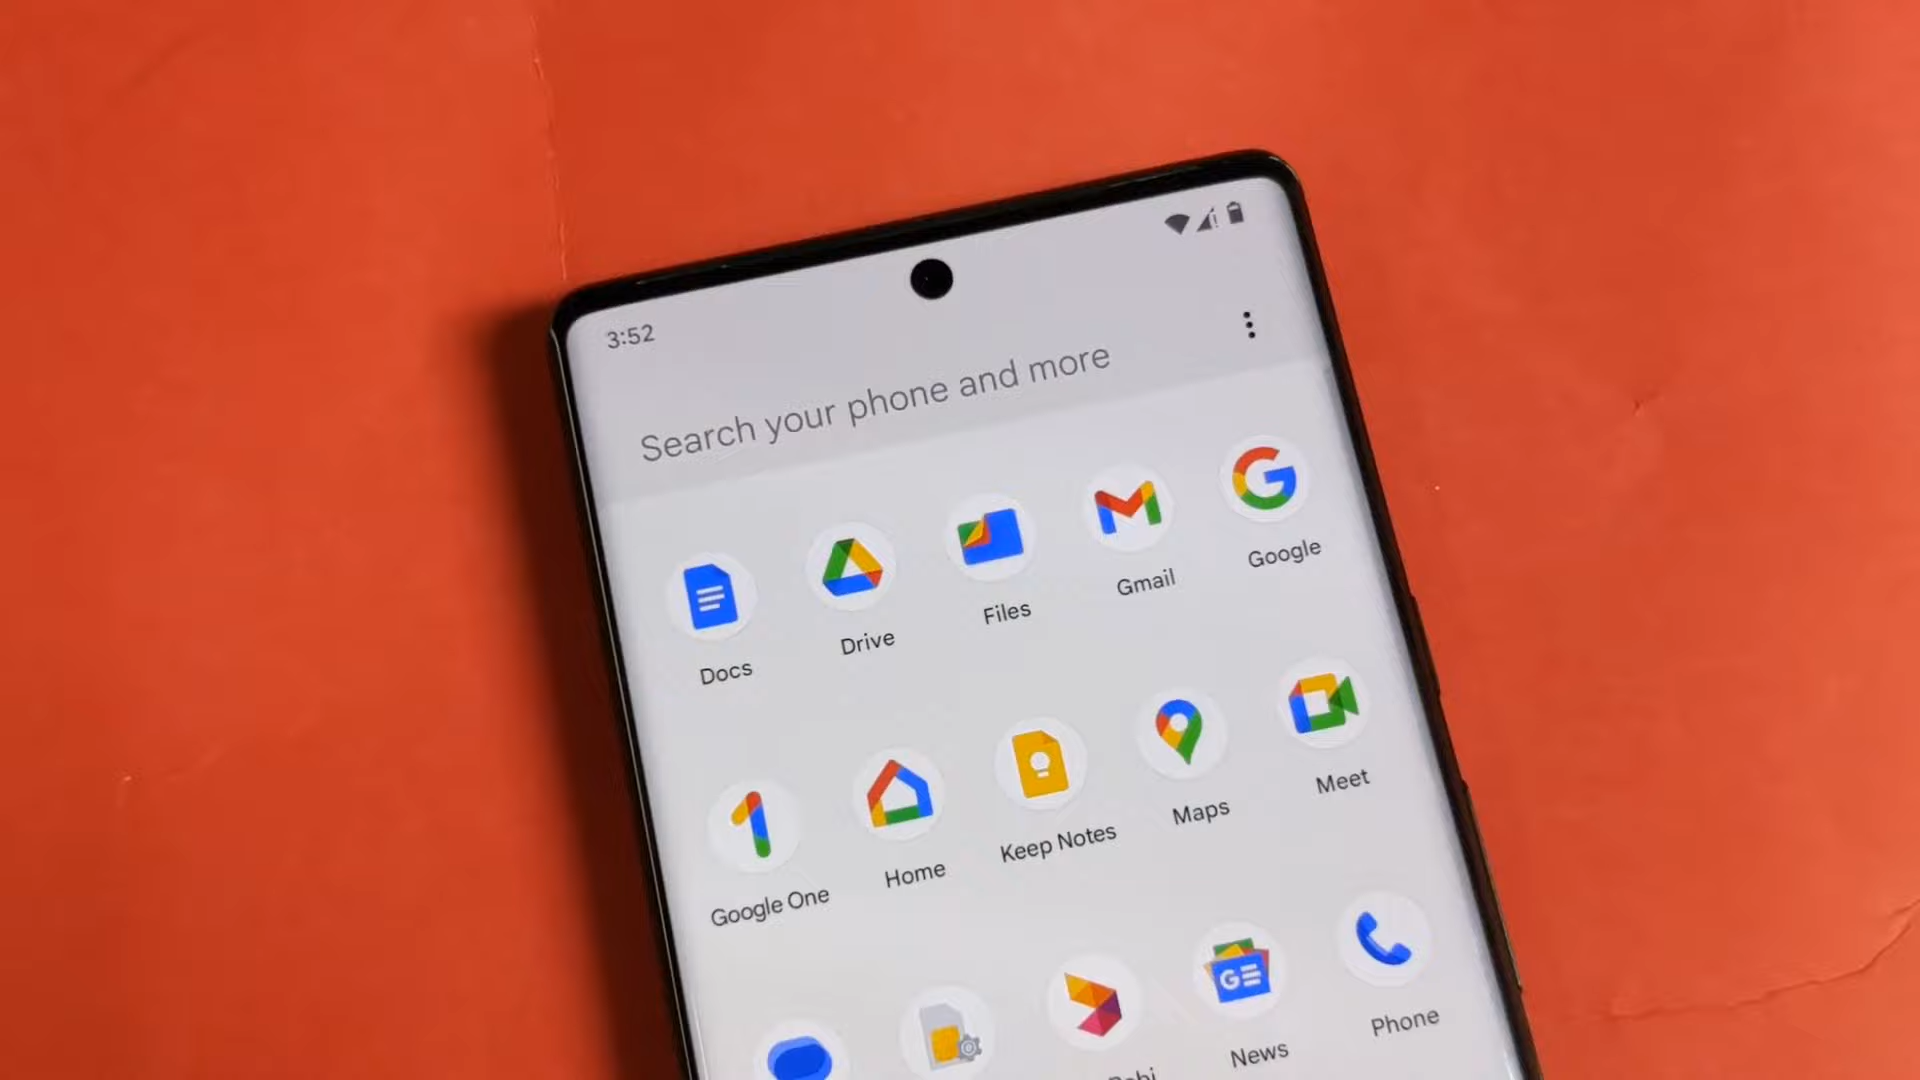 3:52
Search your phone and more
Docs
Drive
Files
Gmail
Google
Google One
Home
Keep Notes
Maps
Meet
News
Phone